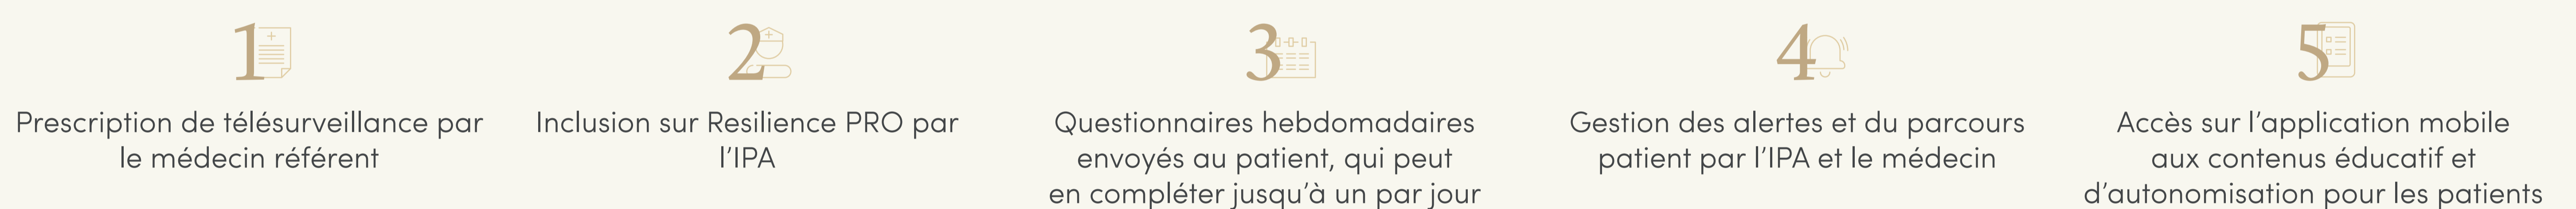 1
Prescription de télésurveillance par
le médecin référent
2
Inclusion sur Resilience PRO par
l’IPA
3
Questionnaires hebdomadaires
envoyés au patient, qui peut
en compléter jusqu’à un par jour
4
Gestion des alertes et du parcours
patient par l’IPA et le médecin
5
Accès sur l’application mobile
aux contenus éducatif et
d’autonomisation pour les patients